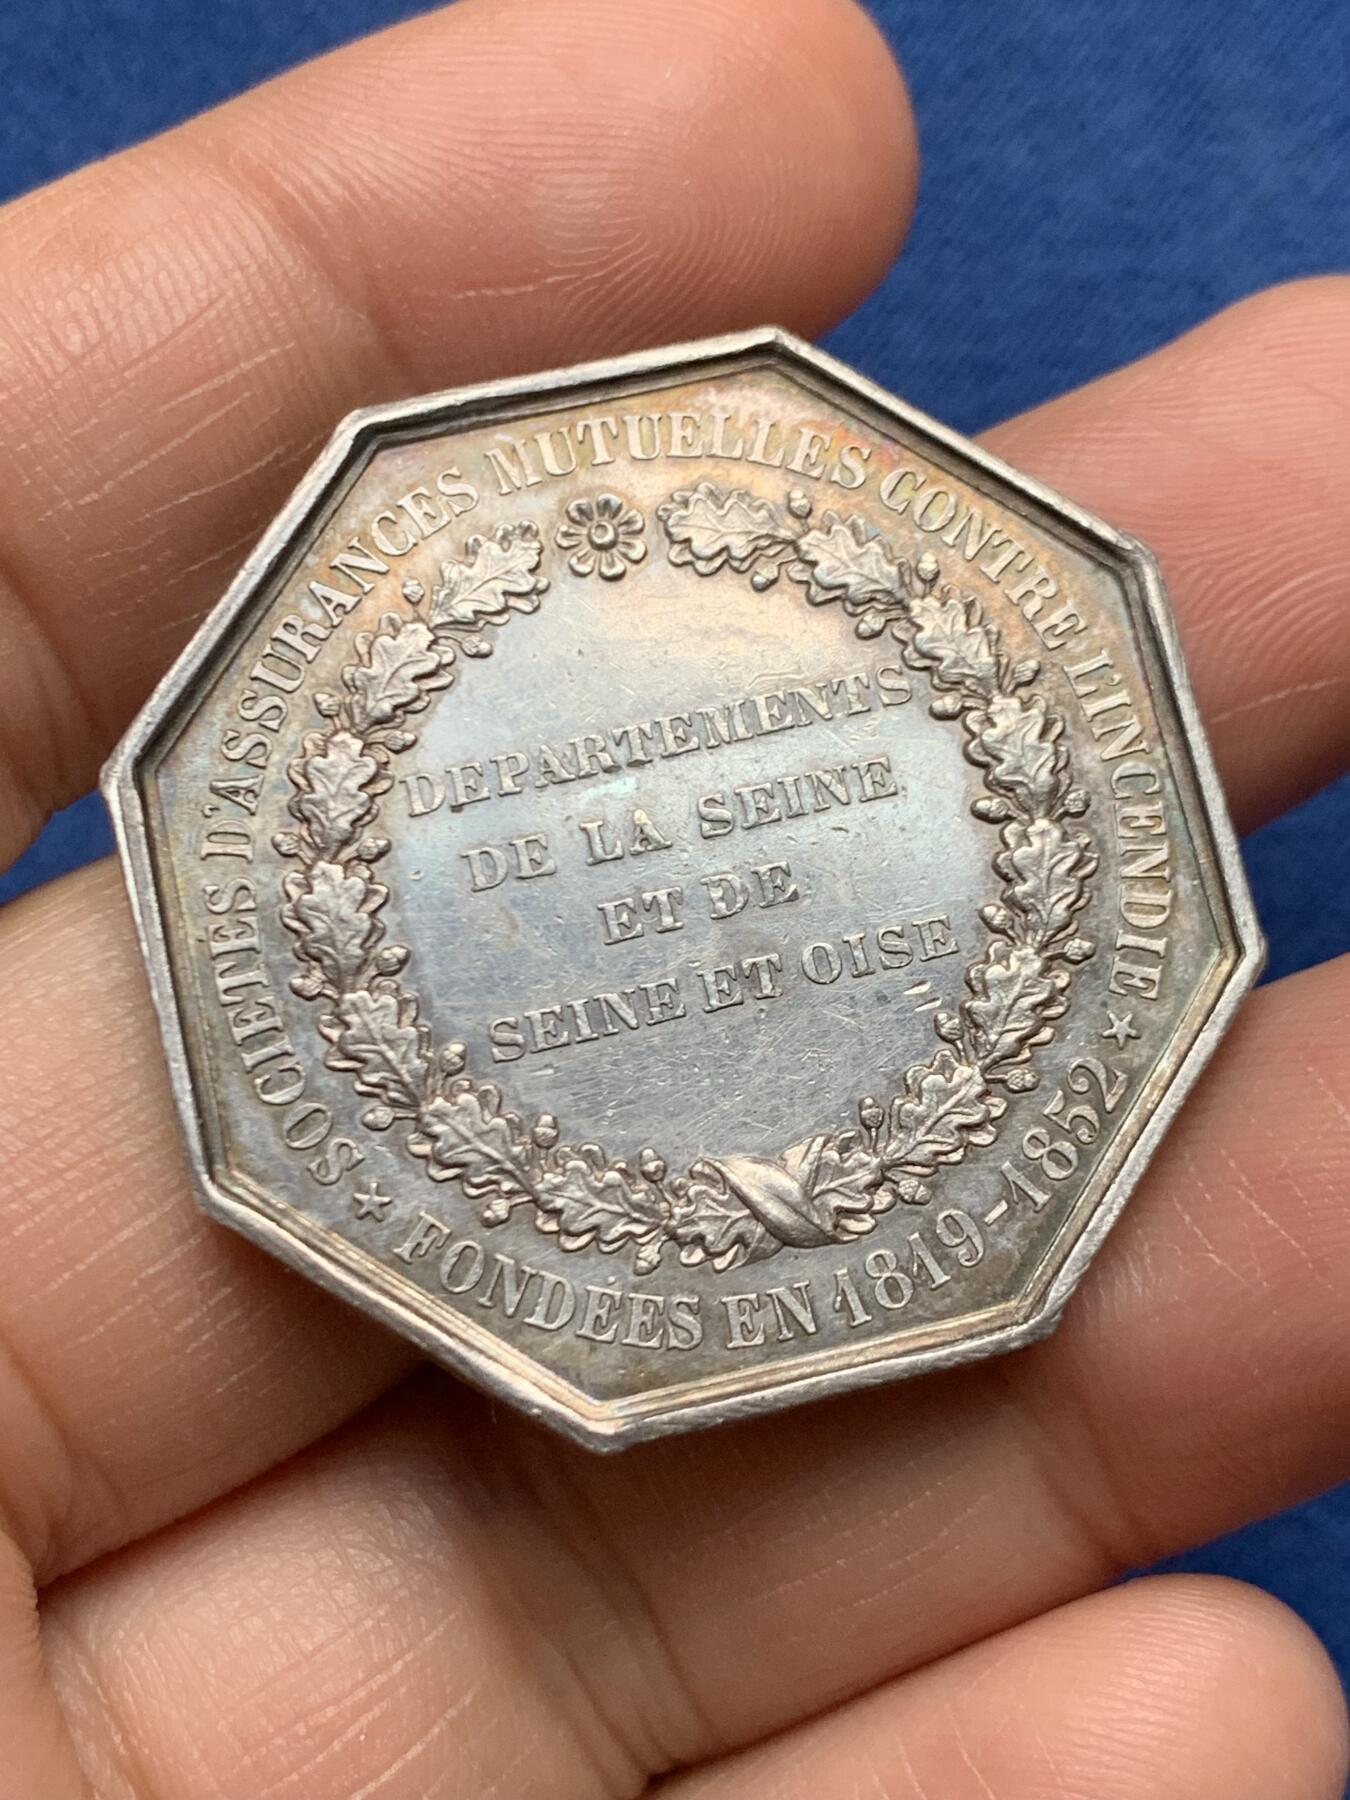 SOCIETES D'ASSURANCES MUTUELLES CONTRE L'INCENDIE
DEPARTEMENTS
DE LA SEINE
ET DE
SEINE ET OISE
★ FONDÉES EN 1819-1852 ★